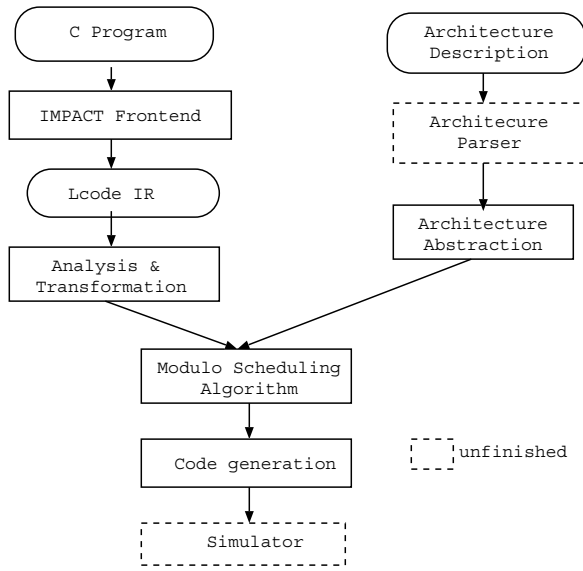 C Program
IMPACT Frontend
Lcode IR
Analysis &
Transformation
Architecture
Description
Architecure
Parser
Architecture
Abstraction
Modulo Scheduling
Algorithm
Code generation
Simulator
unfinished